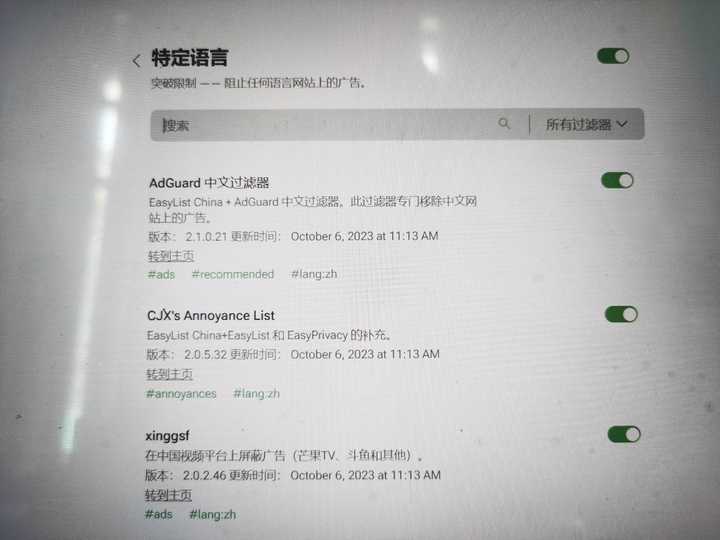 特定语言
突破限制 —— 阻止任何语言网站上的广告。
搜索
所有过滤器
AdGuard 中文过滤器
EasyList China + AdGuard 中文过滤器。此过滤器专门移除中文网
站上的广告。
版本： 2.1.0.21 更新时间： October 6, 2023 at 11:13 AM
转到主页
#ads #recommended #lang:zh
CJX's Annoyance List
EasyList China+EasyList 和 EasyPrivacy 的补充。
版本： 2.0.5.32 更新时间： October 6, 2023 at 11:13 AM
转到主页
#annoyances #lang:zh
xinggsf
在中国视频平台上屏蔽广告（芒果TV、斗鱼和其他）。
版本： 2.0.2.46 更新时间： October 6, 2023 at 11:13 AM
转到主页
#ads #lang:zh